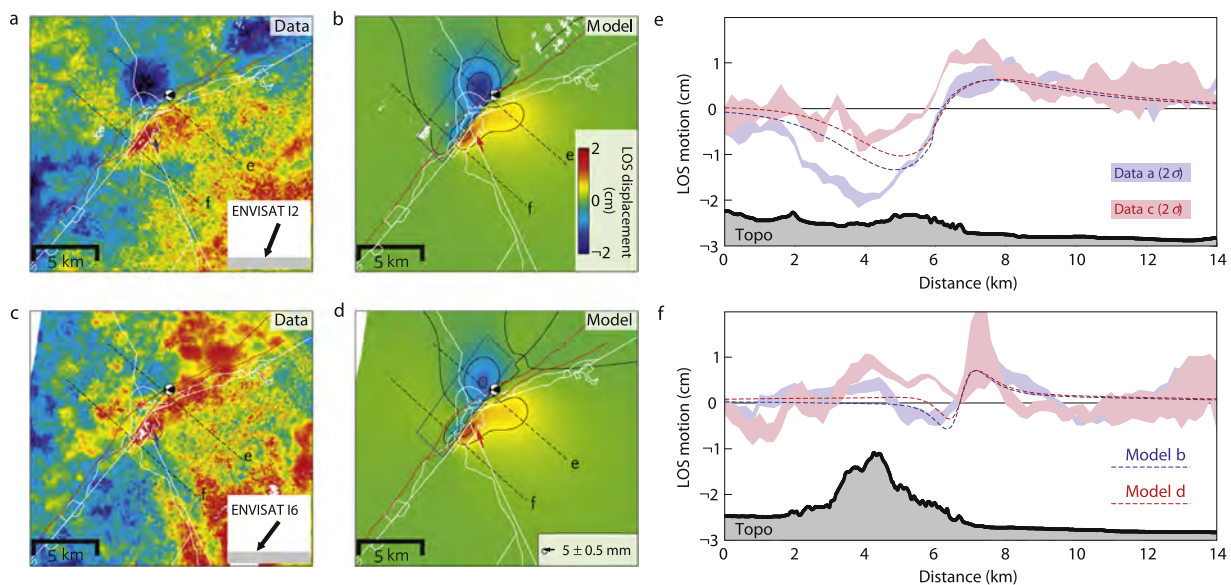 a
Data
e
f
ENVISAT I2
5 km
b
Model
e
f
2
0
−2
LOS displacement
(cm)
5 km
c
Data
e
f
ENVISAT I6
5 km
d
Model
e
f
5 ± 0.5 mm
5 km
e
LOS motion (cm)
1
0
−1
−2
−3
Data a (2σ)
Data c (2σ)
Topo
0 2 4 6 8 10 12 14
Distance (km)
f
LOS motion (cm)
1
0
−1
−2
−3
Model b
Model d
Topo
0 2 4 6 8 10 12 14
Distance (km)